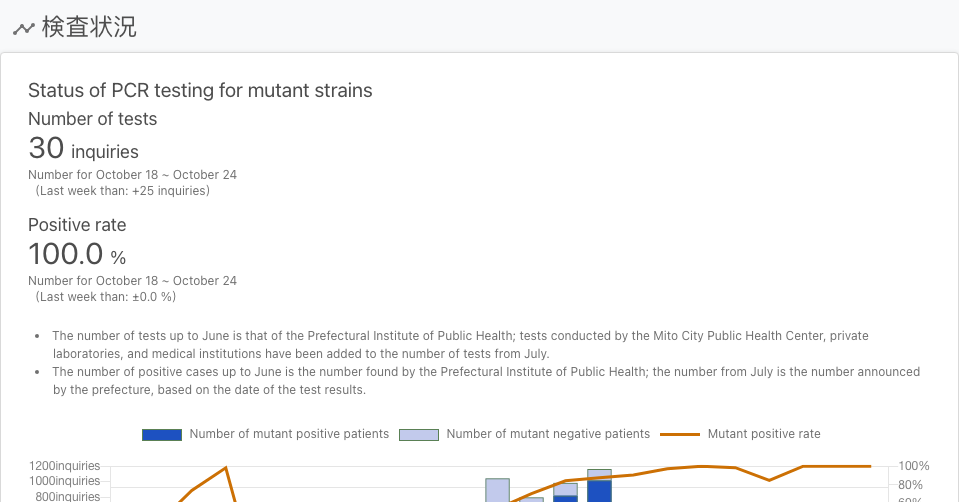 検査状況
Status of PCR testing for mutant strains
Number of tests
30 inquiries
Number for October 18 ~ October 24
(Last week than: +25 inquiries)
Positive rate
100.0 %
Number for October 18 ~ October 24
(Last week than: ±0.0 %)
• The number of tests up to June is that of the Prefectural Institute of Public Health; tests conducted by the Mito City Public Health Center, private
laboratories, and medical institutions have been added to the number of tests from July.
• The number of positive cases up to June is the number found by the Prefectural Institute of Public Health; the number from July is the number announced
by the prefecture, based on the date of the test results.
Number of mutant positive patients Number of mutant negative patients Mutant positive rate
1200inquiries 100%
1000inquiries 80%
800inquiries 60%